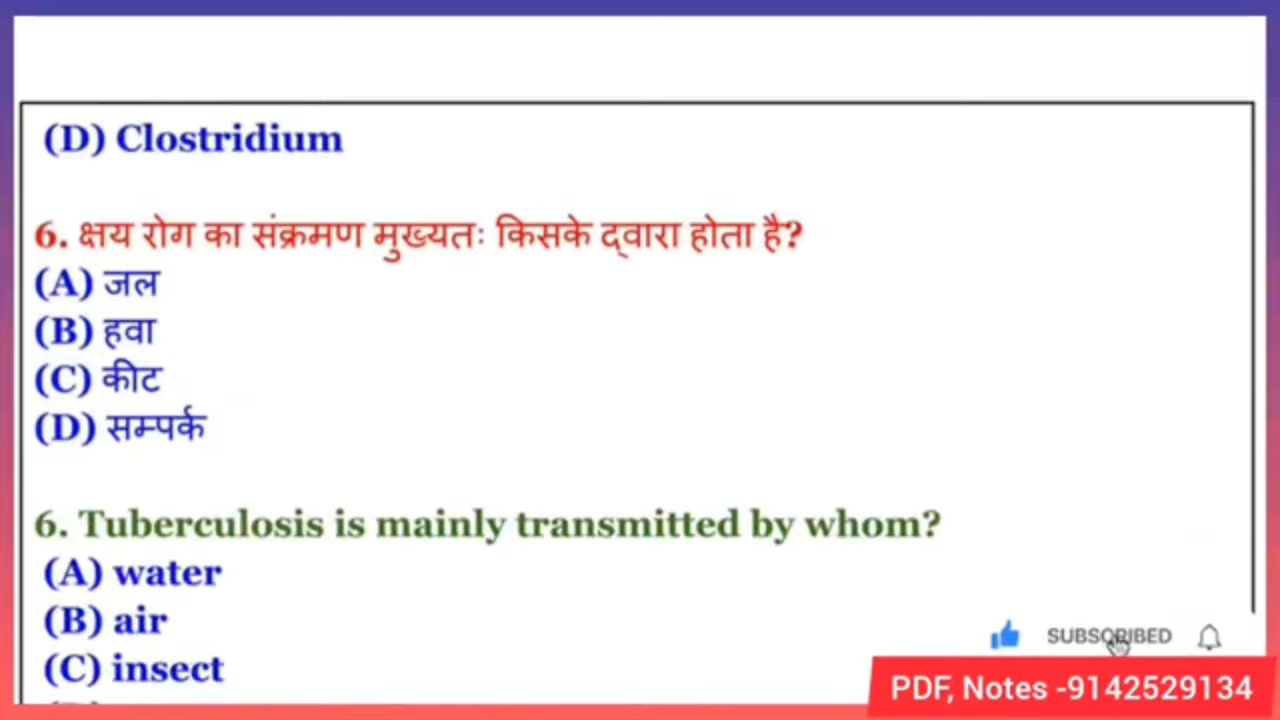 (D) Clostridium
6. क्षय रोग का संक्रमण मुख्यतः किसके द्वारा होता है?
(A) जल
(B) हवा
(C) कीट
(D) सम्पर्क
6. Tuberculosis is mainly transmitted by whom?
(A) water
(B) air
(C) insect
SUBSCRIBED
PDF, Notes -9142529134